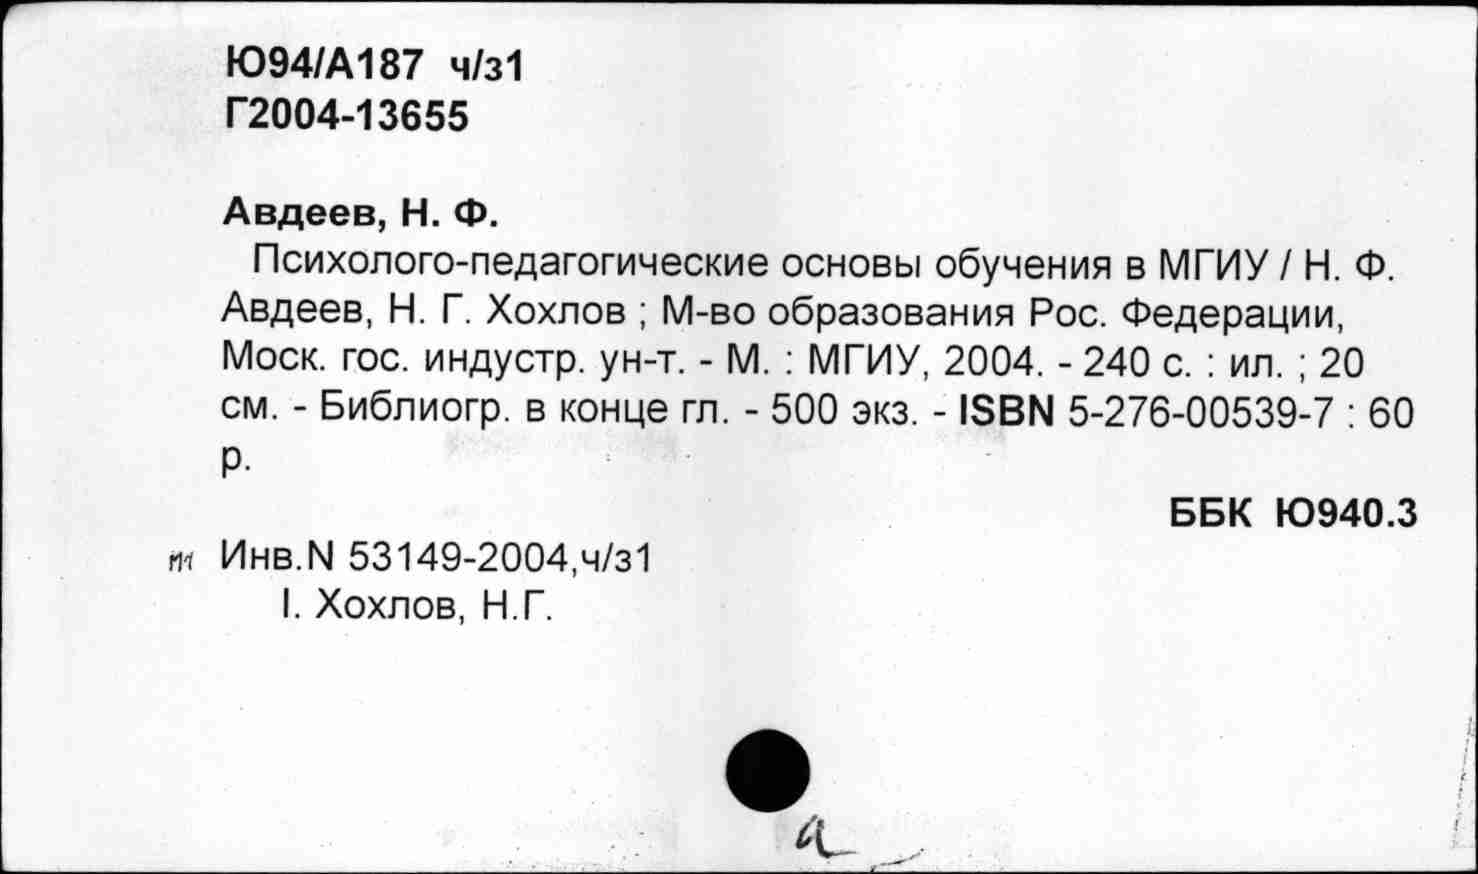 Ю94/А187 ч/з1
Г2004-13655
Авдеев, Н. Ф.
Психолого-педагогические основы обучения в МГИУ / Н. Ф.
Авдеев, Н. Г. Хохлов ; М-во образования Рос. Федерации,
Моск. гос. индустр. ун-т. - М. : МГИУ, 2004. - 240 с. : ил. ; 20
см. - Библиогр. в конце гл. - 500 экз. - ISBN 5-276-00539-7 : 60
р.
ББК Ю940.3
Инв.N 53149-2004,ч/з1
I. Хохлов, Н.Г.
а